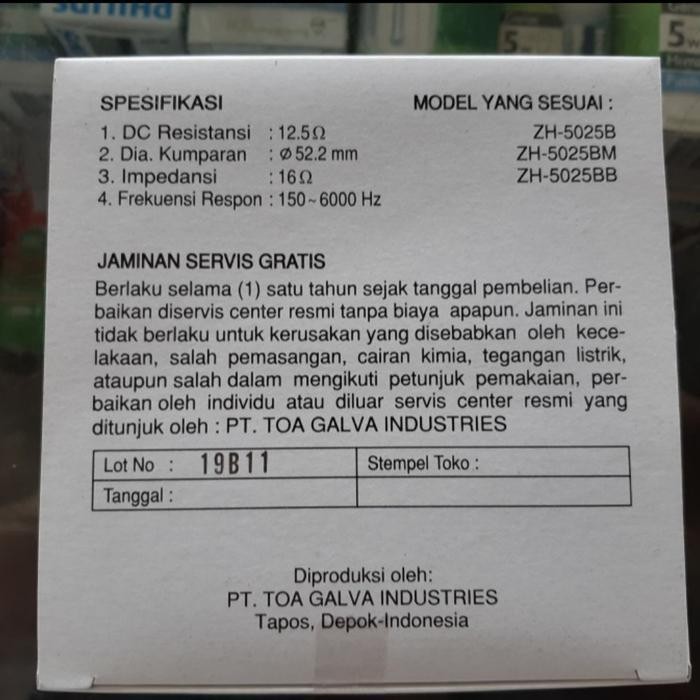 5
5w
SPESIFIKASI
MODEL YANG SESUAI :
1. DC Resistansi : 12.5Ω
ZH-5025B
2. Dia. Kumparan : Ø 52.2 mm
ZH-5025BM
3. Impedansi : 16Ω
ZH-5025BB
4. Frekuensi Respon : 150~6000 Hz
JAMINAN SERVIS GRATIS
Berlaku selama (1) satu tahun sejak tanggal pembelian. Per-
baikan diservis center resmi tanpa biaya apapun. Jaminan ini
tidak berlaku untuk kerusakan yang disebabkan oleh kece-
lakaan, salah pemasangan, cairan kimia, tegangan listrik,
ataupun salah dalam mengikuti petunjuk pemakaian, per-
baikan oleh individu atau diluar servis center resmi yang
ditunjuk oleh : PT. TOA GALVA INDUSTRIES
Lot No : 19B11
Stempel Toko :
Tanggal :
Diproduksi oleh:
PT. TOA GALVA INDUSTRIES
Tapos, Depok-Indonesia